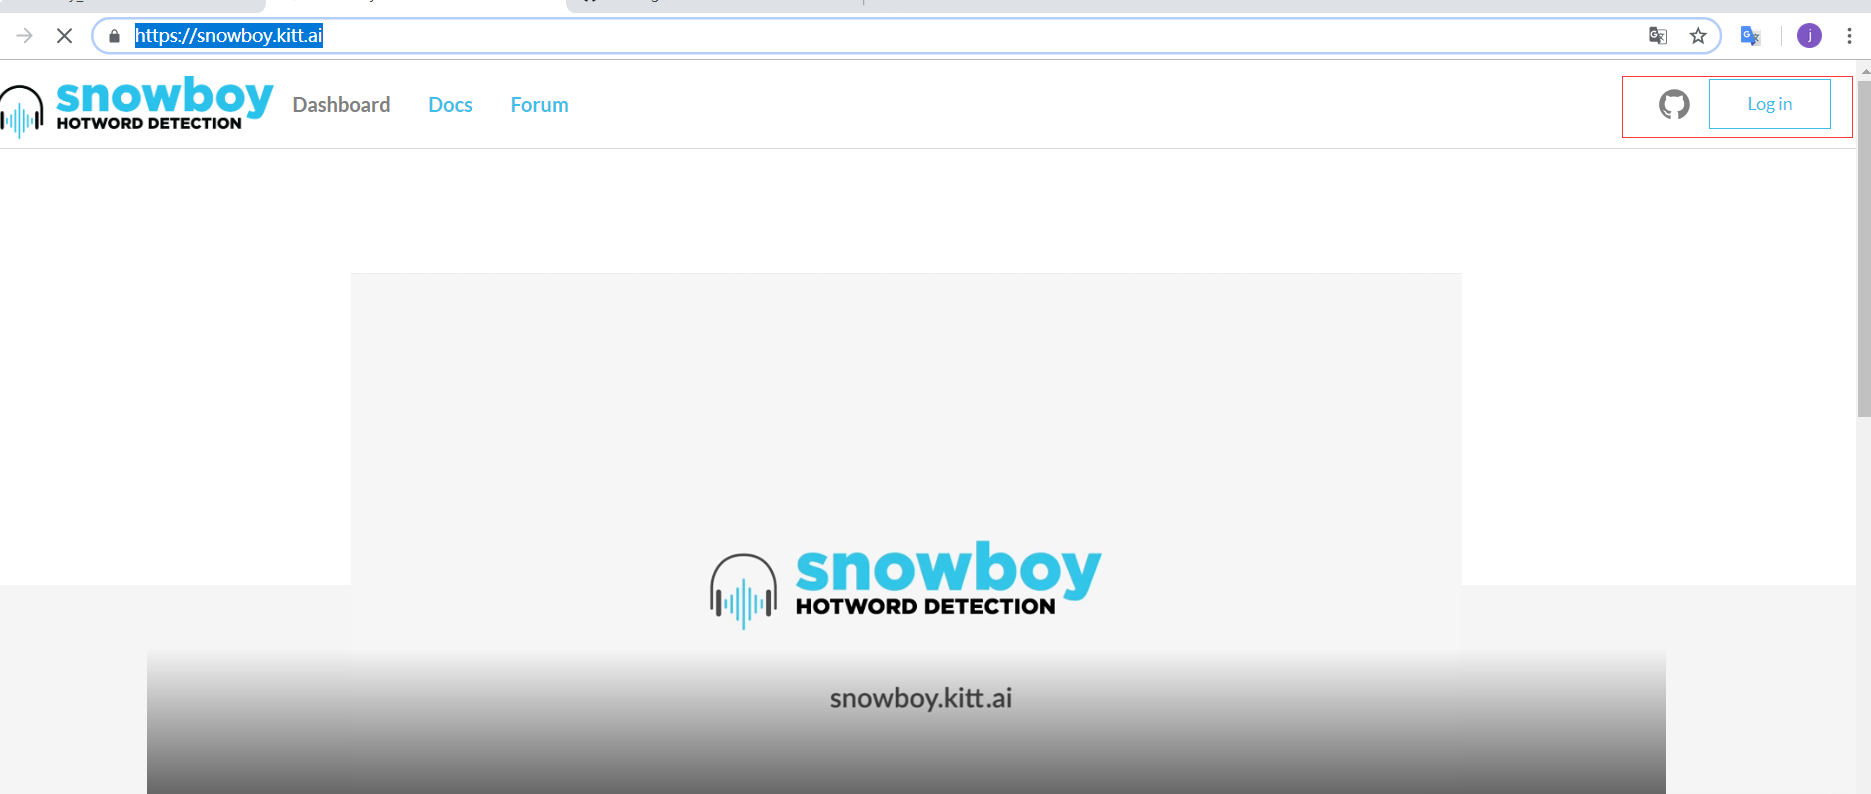 https://snowboy.kitt.ai
j
snowboy
HOTWORD DETECTION
Dashboard
Docs
Forum
Log in
snowboy
HOTWORD DETECTION
snowboy.kitt.ai